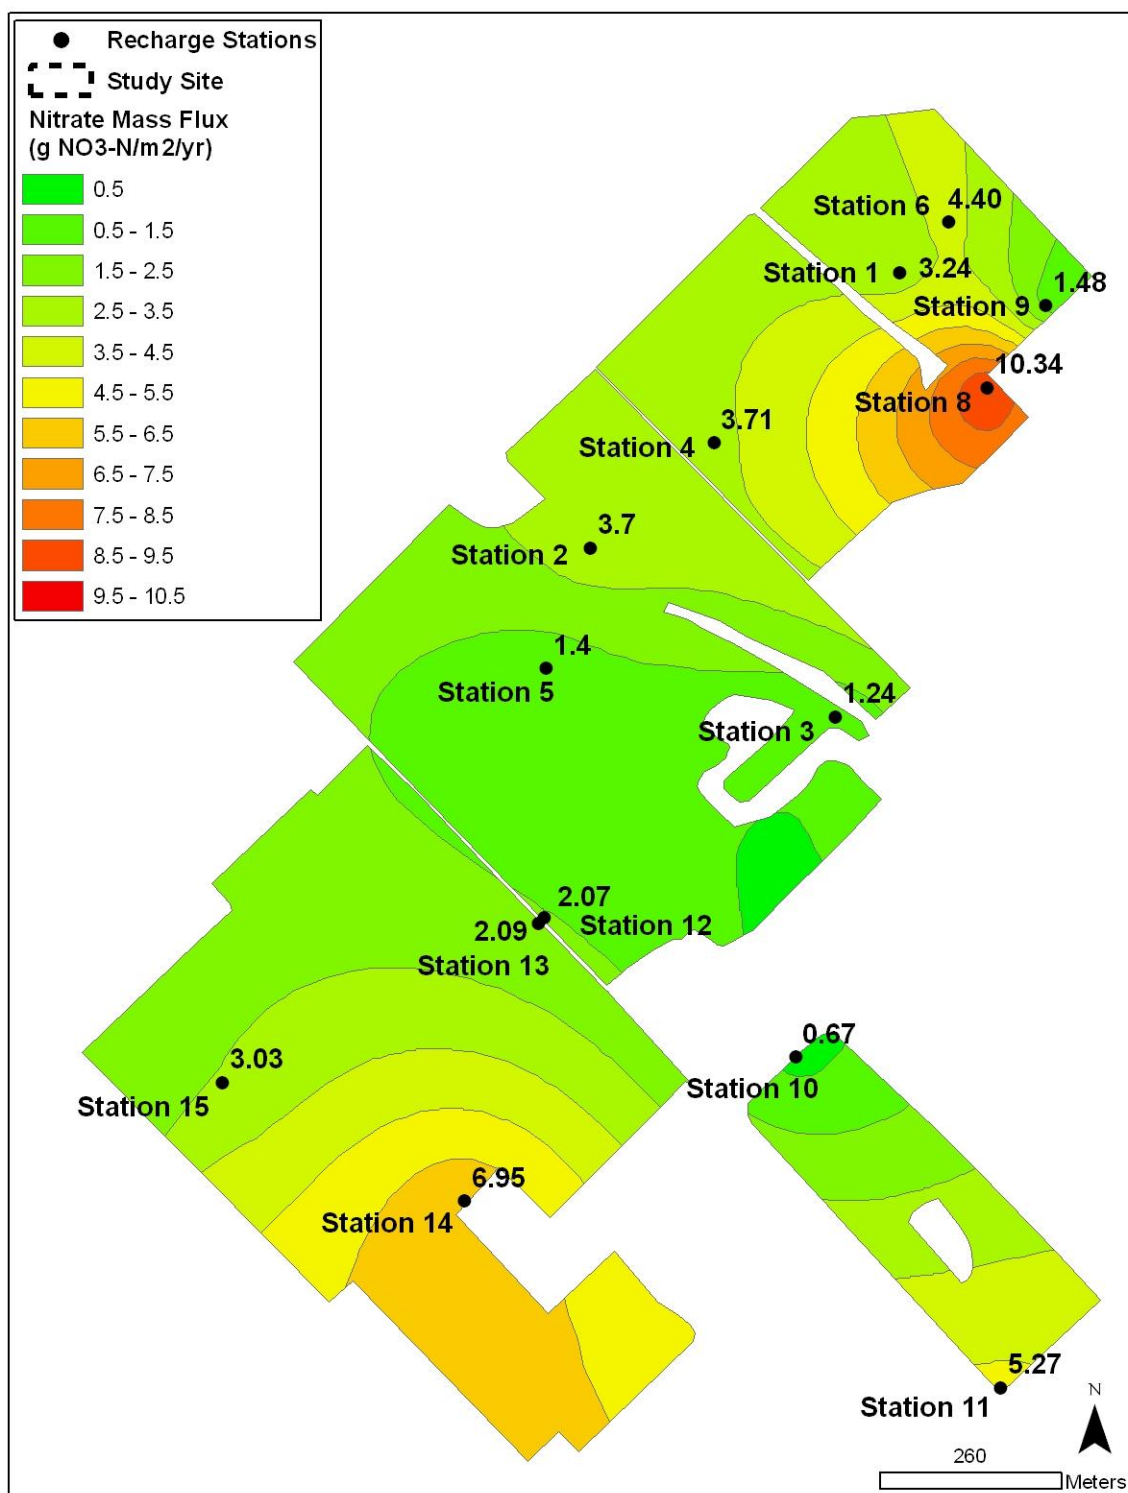 Recharge Stations
Study Site
Nitrate Mass Flux
(g NO3-N/m2/yr)
0.5
0.5 - 1.5
1.5 - 2.5
2.5 - 3.5
3.5 - 4.5
4.5 - 5.5
5.5 - 6.5
6.5 - 7.5
7.5 - 8.5
8.5 - 9.5
9.5 - 10.5
Station 6
4.40
Station 1
3.24
Station 9
1.48
10.34
Station 8
3.71
Station 4
3.7
Station 2
1.4
Station 5
1.24
Station 3
2.07
Station 12
2.09
Station 13
3.03
Station 15
0.67
Station 10
6.95
Station 14
5.27
Station 11
N
260
Meters